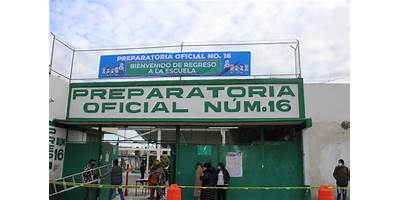 PREPARATORIA OFICIAL NO. 16
BIENVENIDO DE REGRESO
A LA ESCUELA
PREPARATORIA
OFICIAL NÚM.16
16